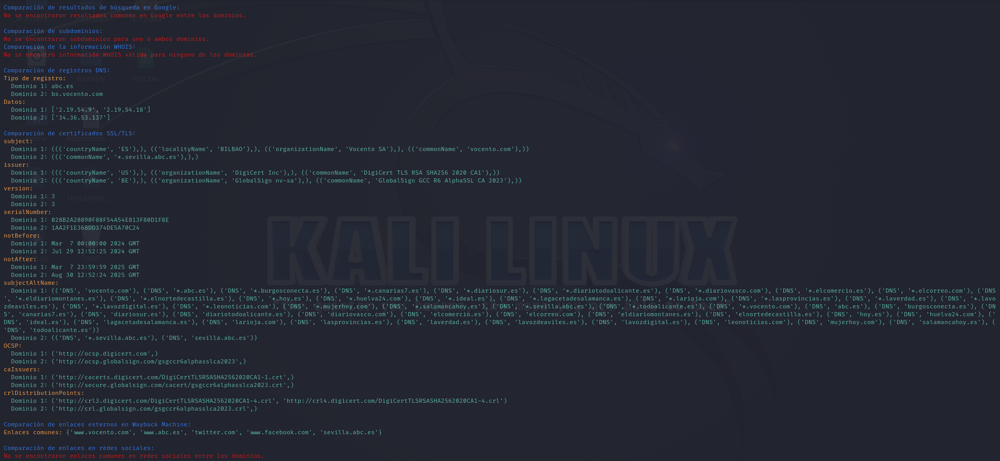 Comparación de resultados de búsqueda en Google:
No se encontraron resultados comunes en Google entre los dominios.
Comparación de subdominios:
No se encontraron subdominios para uno o ambos dominios.
Comparación de la información WHOIS:
No se encontró información WHOIS válida para ninguno de los dominios.
Comparación de registros DNS:
Tipo de registro:
  Dominio 1: abc.es
  Dominio 2: bs.vocento.com
Datos:
  Dominio 1: ['2.19.54.9', '2.19.54.18']
  Dominio 2: ['34.36.53.137']
Comparación de certificados SSL/TLS:
subject:
  Dominio 1: ((('countryName', 'ES'),), (('localityName', 'BILBAO'),), (('organizationName', 'Vocento SA'),), (('commonName', 'vocento.com'),))
  Dominio 2: ((('commonName', '*.sevilla.abc.es'),),)
issuer:
  Dominio 1: ((('countryName', 'US'),), (('organizationName', 'DigiCert Inc'),), (('commonName', 'DigiCert TLS RSA SHA256 2020 CA1'),))
  Dominio 2: ((('countryName', 'BE'),), (('organizationName', 'GlobalSign nv-sa'),), (('commonName', 'GlobalSign GCC R6 AlphaSSL CA 2023'),))
version:
  Dominio 1: 3
  Dominio 2: 3
serialNumber:
  Dominio 1: 028B2A28890F88F54A54E813F80D1F8E
  Dominio 2: 1AA2F1E368DD374DE5A70C24
notBefore:
  Dominio 1: Mar  7 00:00:00 2024 GMT
  Dominio 2: Jul 29 12:52:25 2024 GMT
notAfter:
  Dominio 1: Mar  7 23:59:59 2025 GMT
  Dominio 2: Aug 30 12:52:24 2025 GMT
subjectAltName:
  Dominio 1: (('DNS', 'vocento.com'), ('DNS', '*.abc.es'), ('DNS', '*.burgosconecta.es'), ('DNS', '*.canarias7.es'), ('DNS', '*.diariosur.es'), ('DNS', '*.diariotodoalicante.es'), ('DNS', '*.diariovasco.com'), ('DNS', '*.elcomercio.es'), ('DNS', '*.elcorreo.com'), ('DNS
', '*.eldiariomontanes.es'), ('DNS', '*.elnortedecastilla.es'), ('DNS', '*.hoy.es'), ('DNS', '*.huelva24.com'), ('DNS', '*.ideal.es'), ('DNS', '*.lagacetadesalamanca.es'), ('DNS', '*.larioja.com'), ('DNS', '*.lasprovincias.es'), ('DNS', '*.laverdad.es'), ('DNS', '*.lavo
zdeaviles.es'), ('DNS', '*.lavozdigital.es'), ('DNS', '*.leonoticias.com'), ('DNS', '*.mujerhoy.com'), ('DNS', '*.salamancahoy.es'), ('DNS', '*.sevilla.abc.es'), ('DNS', '*.todoalicante.es'), ('DNS', '*.vocento.com'), ('DNS', 'abc.es'), ('DNS', 'burgosconecta.es'), ('DN
S', 'canarias7.es'), ('DNS', 'diariosur.es'), ('DNS', 'diariotodoalicante.es'), ('DNS', 'diariovasco.com'), ('DNS', 'elcomercio.es'), ('DNS', 'elcorreo.com'), ('DNS', 'eldiariomontanes.es'), ('DNS', 'elnortedecastilla.es'), ('DNS', 'hoy.es'), ('DNS', 'huelva24.com'), ('
DNS', 'ideal.es'), ('DNS', 'lagacetadesalamanca.es'), ('DNS', 'larioja.com'), ('DNS', 'lasprovincias.es'), ('DNS', 'laverdad.es'), ('DNS', 'lavozdeaviles.es'), ('DNS', 'lavozdigital.es'), ('DNS', 'leonoticias.com'), ('DNS', 'mujerhoy.com'), ('DNS', 'salamancahoy.es'), (
'DNS', 'todoalicante.es'))
  Dominio 2: (('DNS', '*.sevilla.abc.es'), ('DNS', 'sevilla.abc.es'))
OCSP:
  Dominio 1: ('http://ocsp.digicert.com',)
  Dominio 2: ('http://ocsp.globalsign.com/gsgccr6alphasslca2023',)
caIssuers:
  Dominio 1: ('http://cacerts.digicert.com/DigiCertTLSRSASHA2562020CA1-1.crt',)
  Dominio 2: ('http://secure.globalsign.com/cacert/gsgccr6alphasslca2023.crt',)
crlDistributionPoints:
  Dominio 1: ('http://crl3.digicert.com/DigiCertTLSRSASHA2562020CA1-4.crl', 'http://crl4.digicert.com/DigiCertTLSRSASHA2562020CA1-4.crl')
  Dominio 2: ('http://crl.globalsign.com/gsgccr6alphasslca2023.crl',)
Comparación de enlaces externos en Wayback Machine:
Enlaces comunes: {'www.vocento.com', 'www.abc.es', 'twitter.com', 'www.facebook.com', 'sevilla.abc.es'}
Comparación de enlaces en redes sociales:
No se encontraron enlaces comunes en redes sociales entre los dominios.
volatility
test.csv
Herramien...
Trash
KALI LINUX